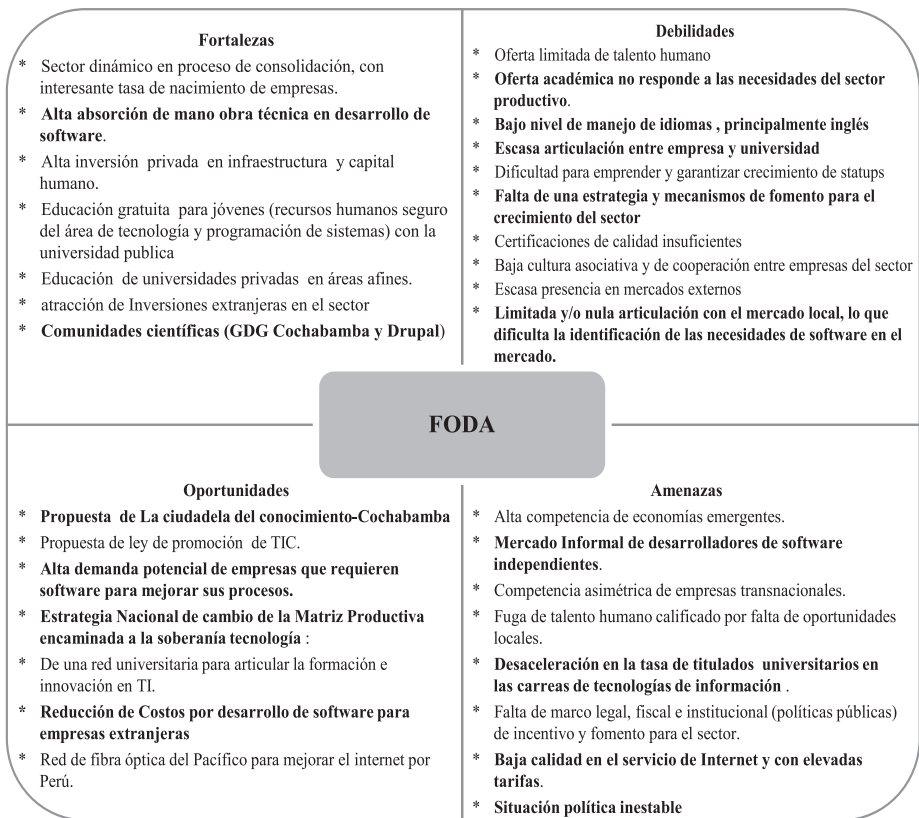 Fortalezas
* Sector dinámico en proceso de consolidación, con
interesante tasa de nacimiento de empresas.
* Alta absorción de mano obra técnica en desarrollo de
software.
* Alta inversión privada en infraestructura y capital
humano.
* Educación gratuita para jóvenes (recursos humanos seguro
del área de tecnología y programación de sistemas) con la
universidad publica
* Educación de universidades privadas en áreas afines.
* atracción de Inversiones extranjeras en el sector
* Comunidades científicas (GDG Cochabamba y Drupal)
Debilidades
* Oferta limitada de talento humano
* Oferta académica no responde a las necesidades del sector
productivo.
* Bajo nivel de manejo de idiomas , principalmente inglés
* Escasa articulación entre empresa y universidad
* Dificultad para emprender y garantizar crecimiento de statups
* Falta de una estrategia y mecanismos de fomento para el
crecimiento del sector
* Certificaciones de calidad insuficientes
* Baja cultura asociativa y de cooperación entre empresas del sector
* Escasa presencia en mercados externos
* Limitada y/o nula articulación con el mercado local, lo que
dificulta la identificación de las necesidades de software en el
mercado.
FODA
Oportunidades
* Propuesta de La ciudadela del conocimiento-Cochabamba
* Propuesta de ley de promoción de TIC.
* Alta demanda potencial de empresas que requieren
software para mejorar sus procesos.
* Estrategia Nacional de cambio de la Matriz Productiva
encaminada a la soberanía tecnología :
* De una red universitaria para articular la formación e
innovación en TI.
* Reducción de Costos por desarrollo de software para
empresas extranjeras
* Red de fibra óptica del Pacífico para mejorar el internet por
Perú.
Amenazas
* Alta competencia de economías emergentes.
* Mercado Informal de desarrolladores de software
independientes.
* Competencia asimétrica de empresas transnacionales.
* Fuga de talento humano calificado por falta de oportunidades
locales.
* Desaceleración en la tasa de titulados universitarios en
las carreas de tecnologías de información .
* Falta de marco legal, fiscal e institucional (políticas públicas)
de incentivo y fomento para el sector.
* Baja calidad en el servicio de Internet y con elevadas
tarifas.
* Situación política inestable